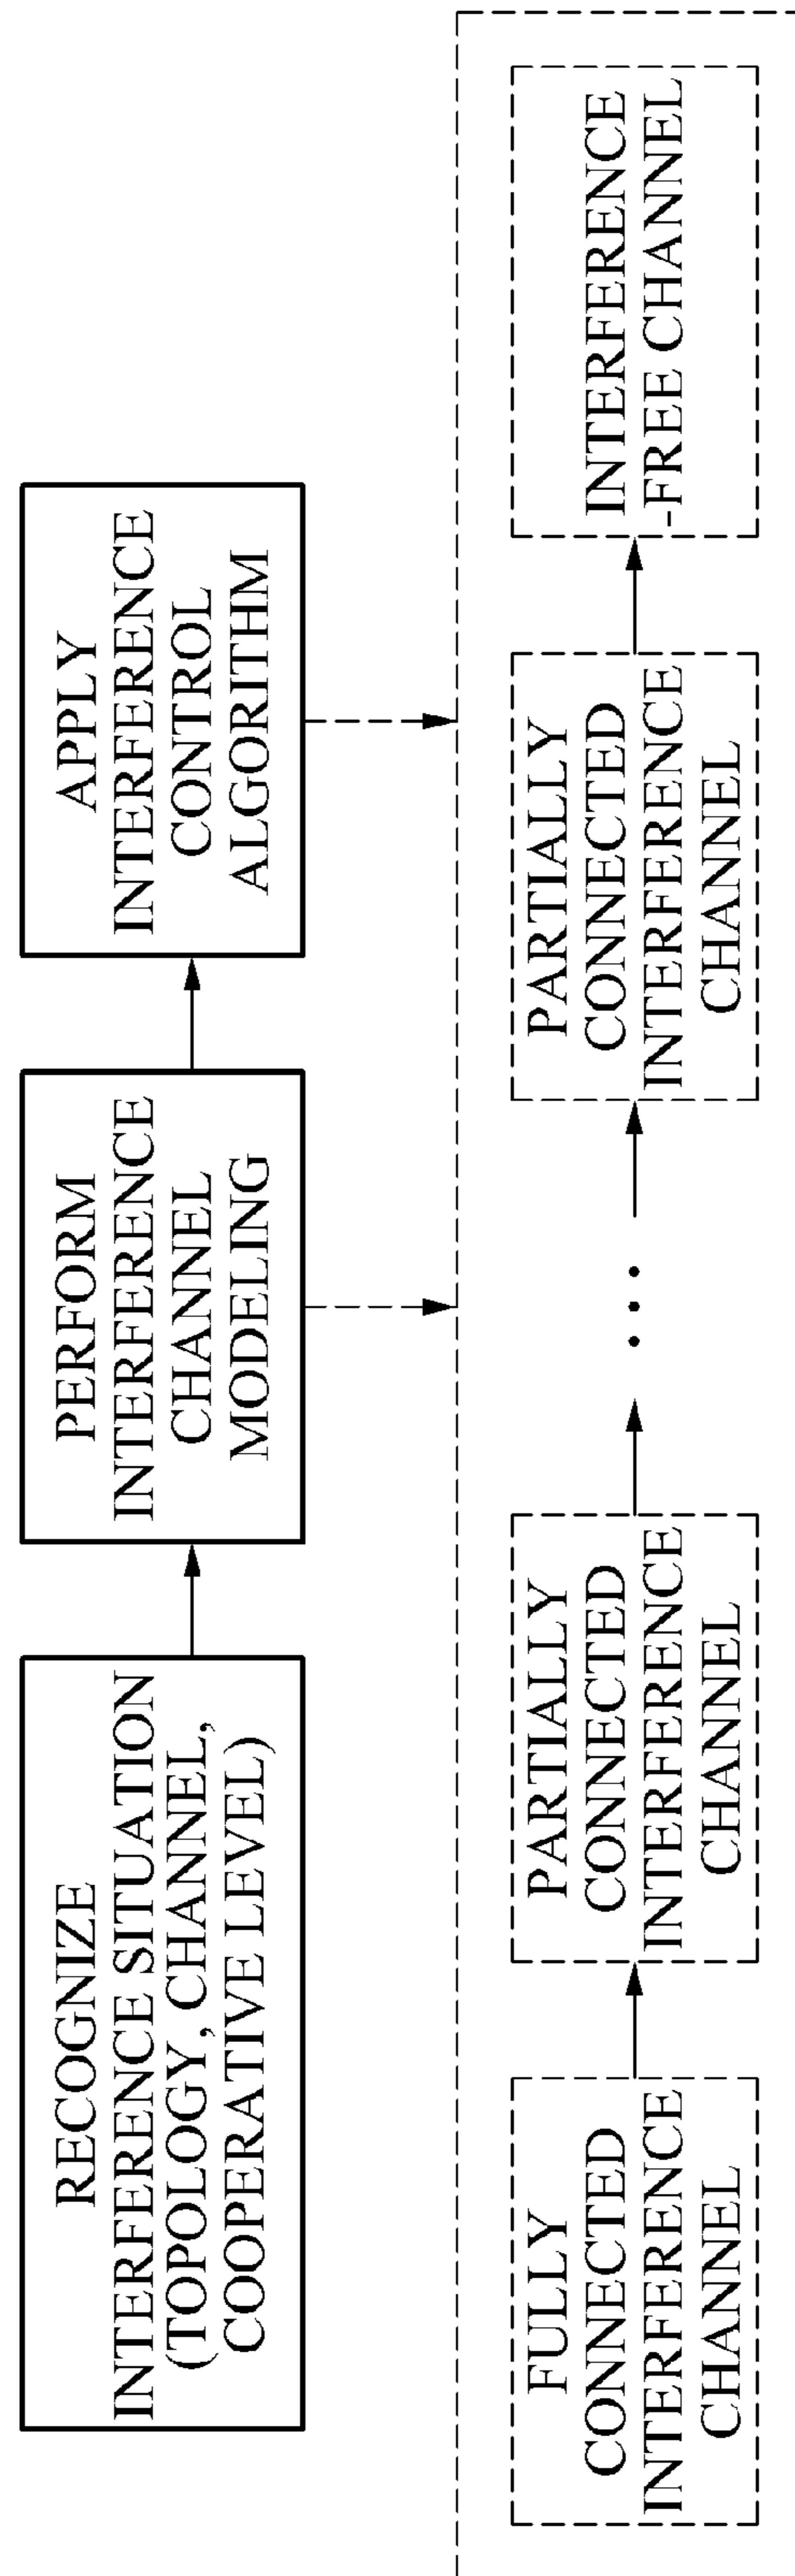 RECOGNIZE
INTERFERENCE SITUATION
(TOPOLOGY, CHANNEL,
COOPERATIVE LEVEL)
PERFORM
INTERFERENCE
CHANNEL
MODELING
APPLY
INTERFERENCE
CONTROL
ALGORITHM
FULLY
CONNECTED
INTERFERENCE
CHANNEL
PARTIALLY
CONNECTED
INTERFERENCE
CHANNEL
PARTIALLY
CONNECTED
INTERFERENCE
CHANNEL
INTERFERENCE
-FREE CHANNEL